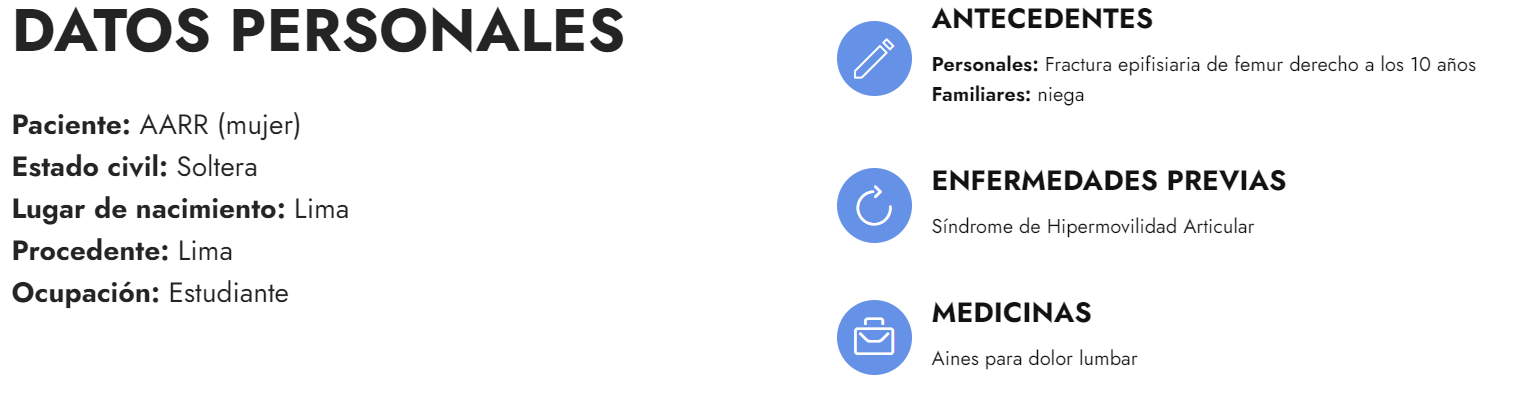 DATOS PERSONALES
Paciente: AARR (mujer)
Estado civil: Soltera
Lugar de nacimiento: Lima
Procedente: Lima
Ocupación: Estudiante
ANTECEDENTES
Personales: Fractura epifisiaria de femur derecho a los 10 años
Familiares: niega
ENFERMEDADES PREVIAS
Síndrome de Hipermovilidad Articular
MEDICINAS
Aines para dolor lumbar